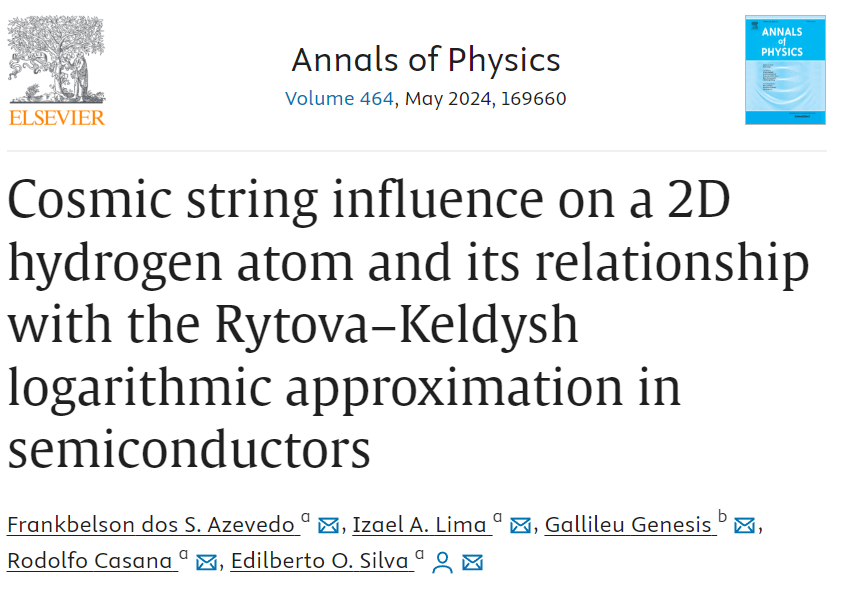 ELSEVIER
Annals of Physics
Volume 464, May 2024, 169660
ANNALS
of
PHYSICS
Cosmic string influence on a 2D
hydrogen atom and its relationship
with the Rytova–Keldysh
logarithmic approximation in
semiconductors
Frankbelson dos S. Azevedo a, Izael A. Lima a, Gallileu Genesis b,
Rodolfo Casana a, Edilberto O. Silva a